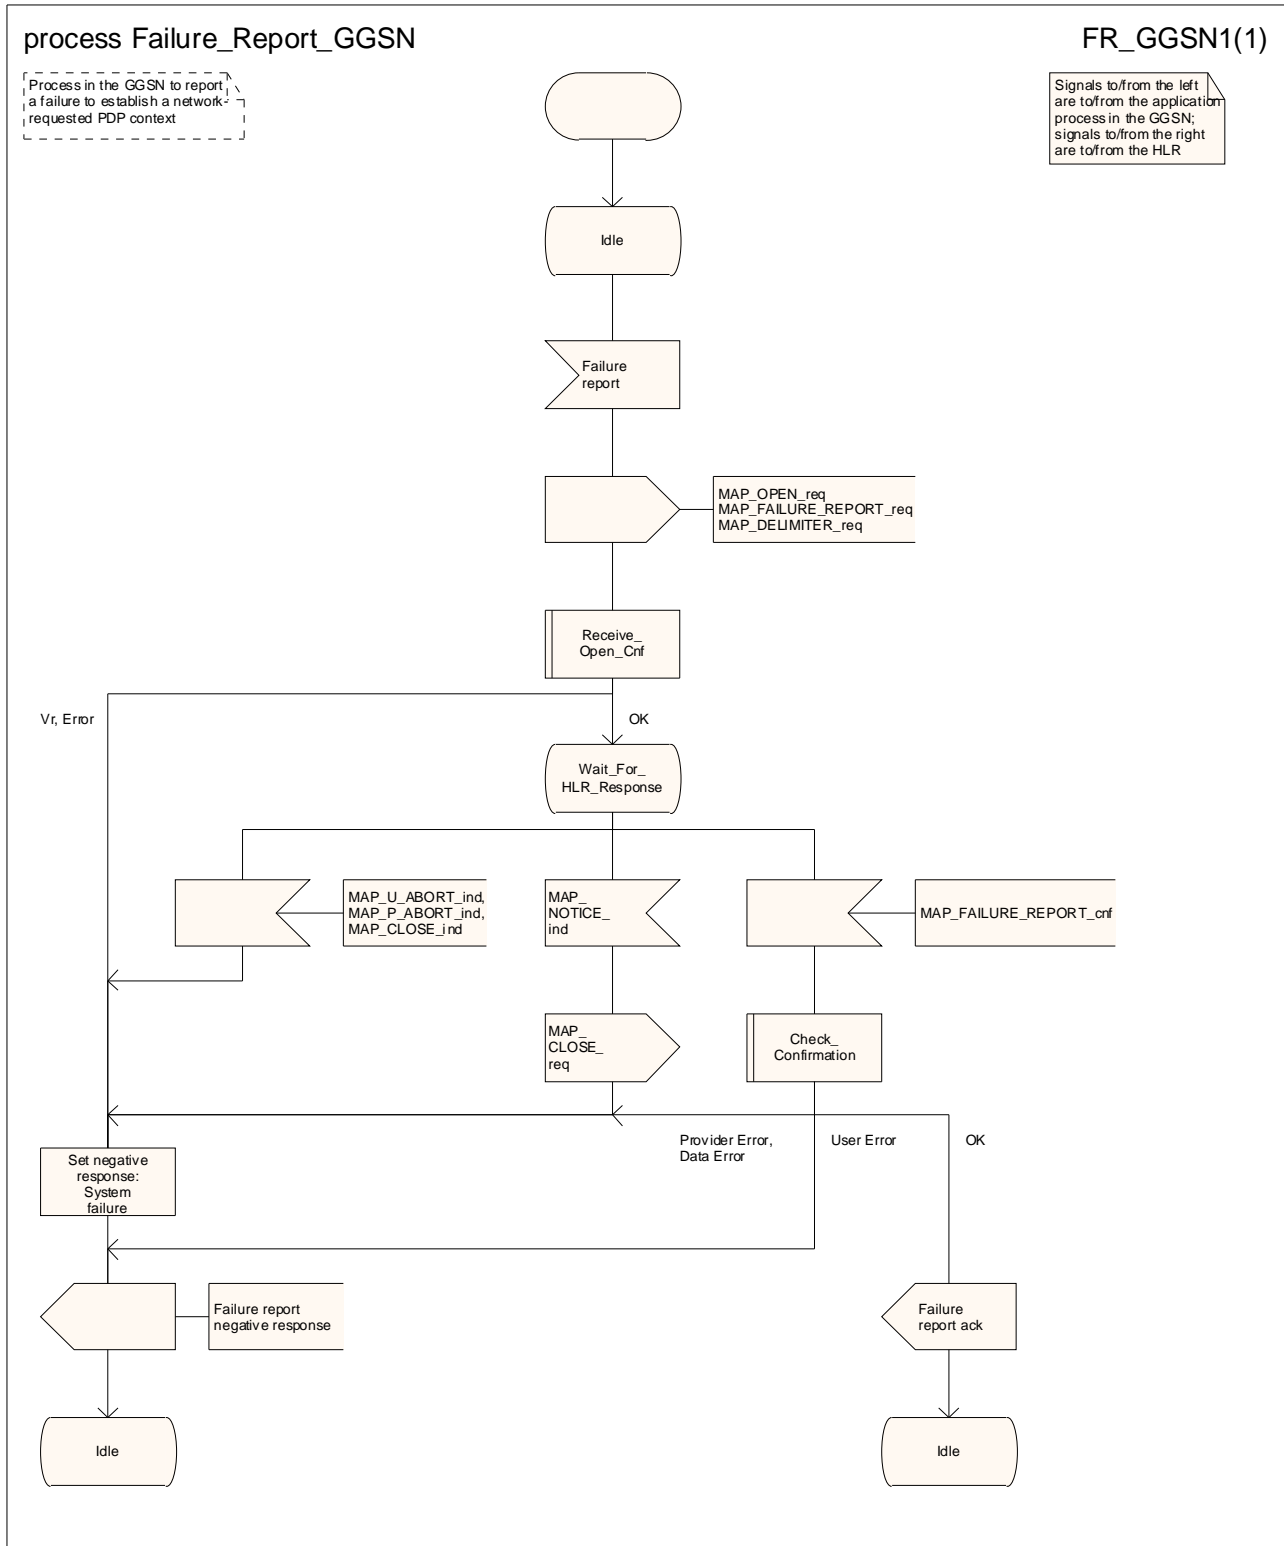 process Failure_Report_GGSN
FR_GGSN1(1)
Process in the GGSN to report
a failure to establish a network-
requested PDP context
Signals to/from the left
are to/from the application
process in the GGSN;
signals to/from the right
are to/from the HLR
Idle
Failure
report
MAP_OPEN_req
MAP_FAILURE_REPORT_req
MAP_DELIMITER_req
Receive_
Open_Cnf
Vr, Error
OK
Wait_For_
HLR_Response
MAP_U_ABORT_ind,
MAP_P_ABORT_ind,
MAP_CLOSE_ind
MAP_
NOTICE_
ind
MAP_FAILURE_REPORT_cnf
MAP_
CLOSE_
req
Check_
Confirmation
Provider Error,
Data Error
User Error
OK
Set negative
response:
System
failure
Failure report
negative response
Failure
report ack
Idle
Idle